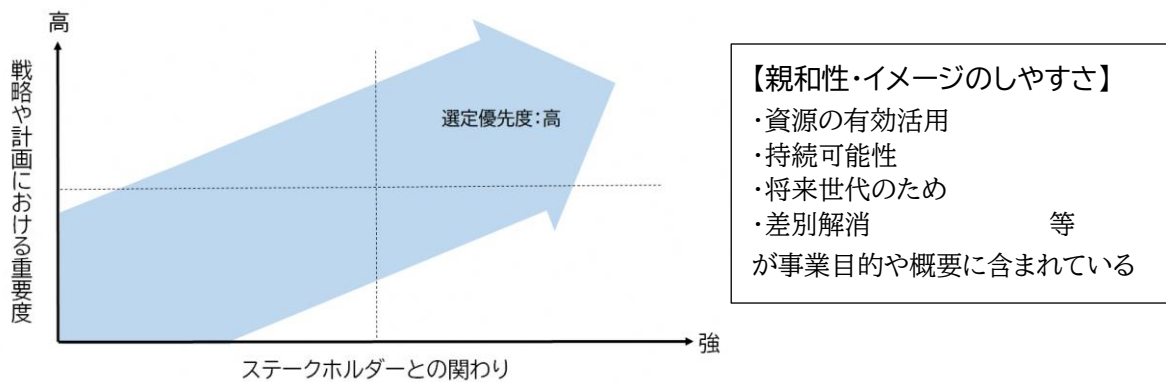 高
戦略や計画における重要度
選定優先度:高
強
ステークホルダーとの関わり
【親和性・イメージのしやすさ】
・資源の有効活用
・持続可能性
・将来世代のため
・差別解消 等
が事業目的や概要に含まれている